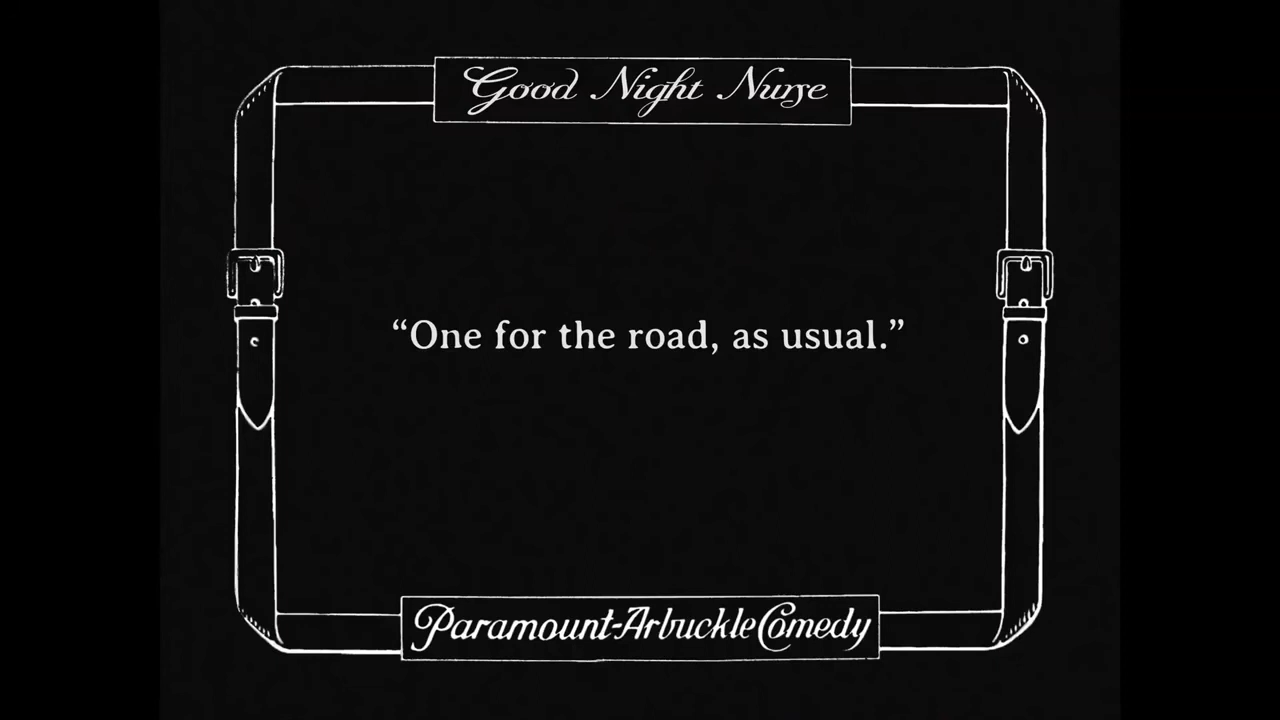 Good Night Nurse
“One for the road, as usual.”
Paramount-Arbuckle Comedy